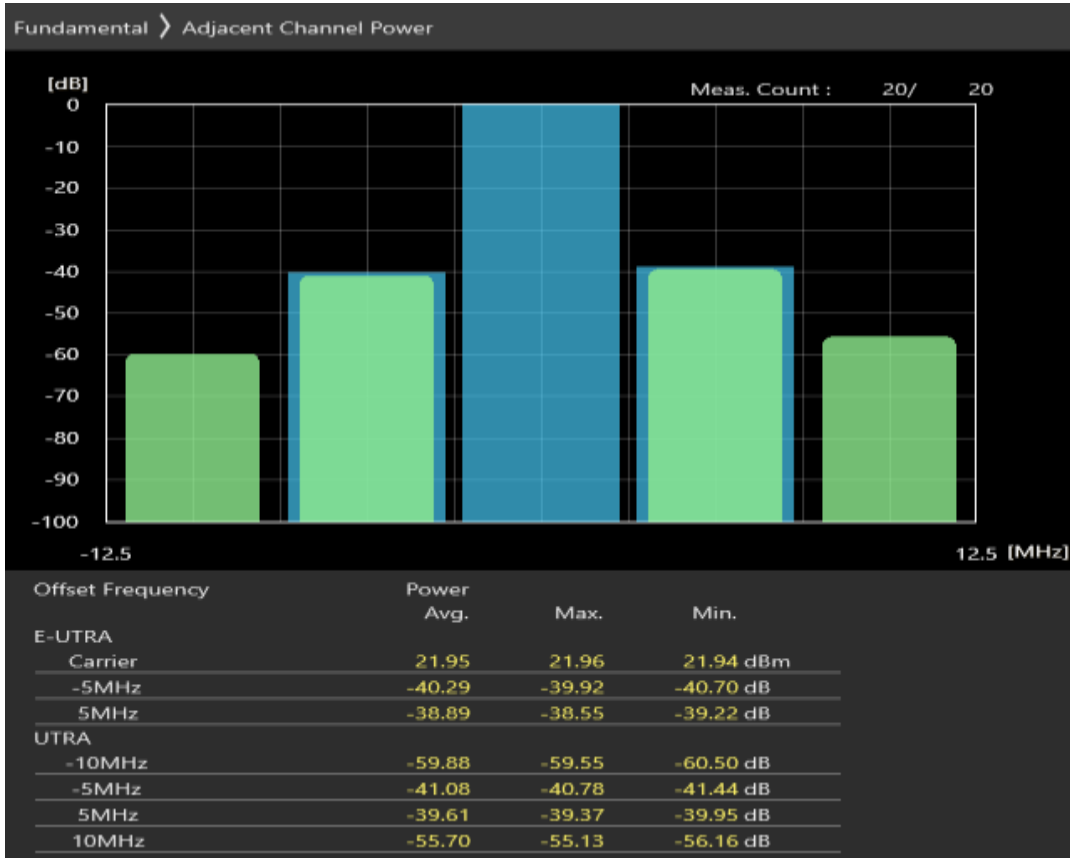 Fundamental 〉 Adjacent Channel Power
[dB]
Meas. Count : 20/ 20
0
-10
-20
-30
-40
-50
-60
-70
-80
-90
-100
-12.5 12.5 [MHz]
Offset Frequency Power
Avg. Max. Min.
E-UTRA
Carrier 21.95 21.96 21.94 dBm
-5MHz -40.29 -39.92 -40.70 dB
5MHz -38.89 -38.55 -39.22 dB
UTRA
-10MHz -59.88 -59.55 -60.50 dB
-5MHz -41.08 -40.78 -41.44 dB
5MHz -39.61 -39.37 -39.95 dB
10MHz -55.70 -55.13 -56.16 dB